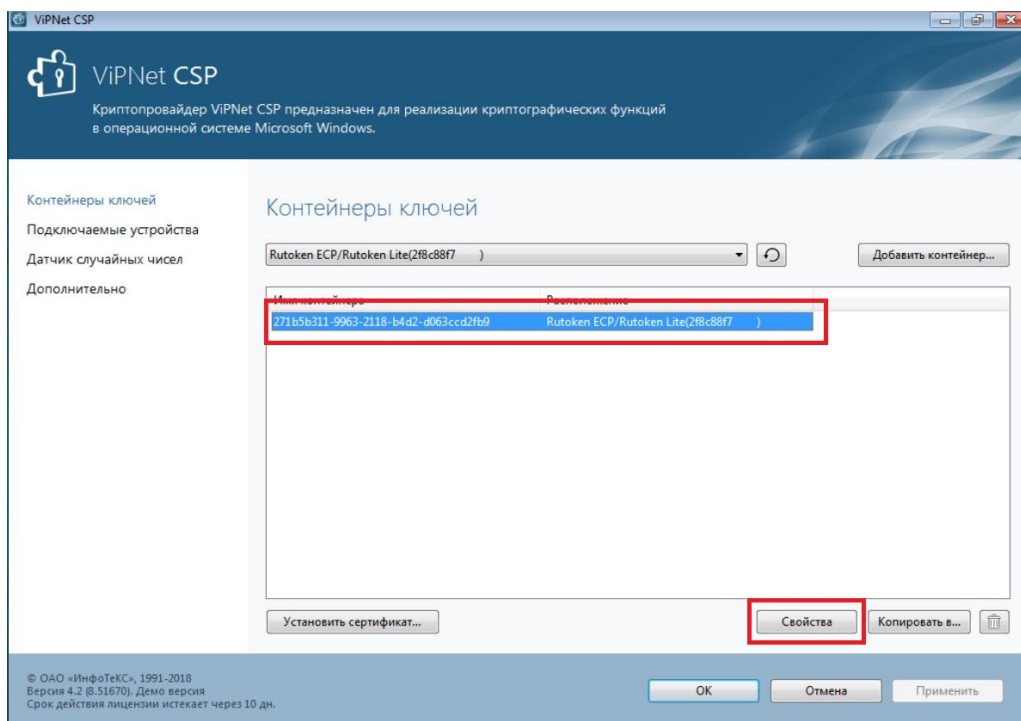 ViPNet CSP
ViPNet CSP
Криптопровайдер ViPNet CSP предназначен для реализации криптографических функций
в операционной системе Microsoft Windows.
Контейнеры ключей
Подключаемые устройства
Датчик случайных чисел
Дополнительно
Контейнеры ключей
Rutoken ECP/Rutoken Lite(2f8c88f7 )
Добавить контейнер...
Имя контейнера Расположение
271b5b311-9963-2118-b4d2-d063ccd2fb9 Rutoken ECP/Rutoken Lite(2f8c88f7 )
Установить сертификат...
Свойства
Копировать в...
© ОАО «ИнфоТеКС», 1991-2018
Версия 4.2 (8.51670). Демо версия
Срок действия лицензии истекает через 10 дн.
OK
Отмена
Применить